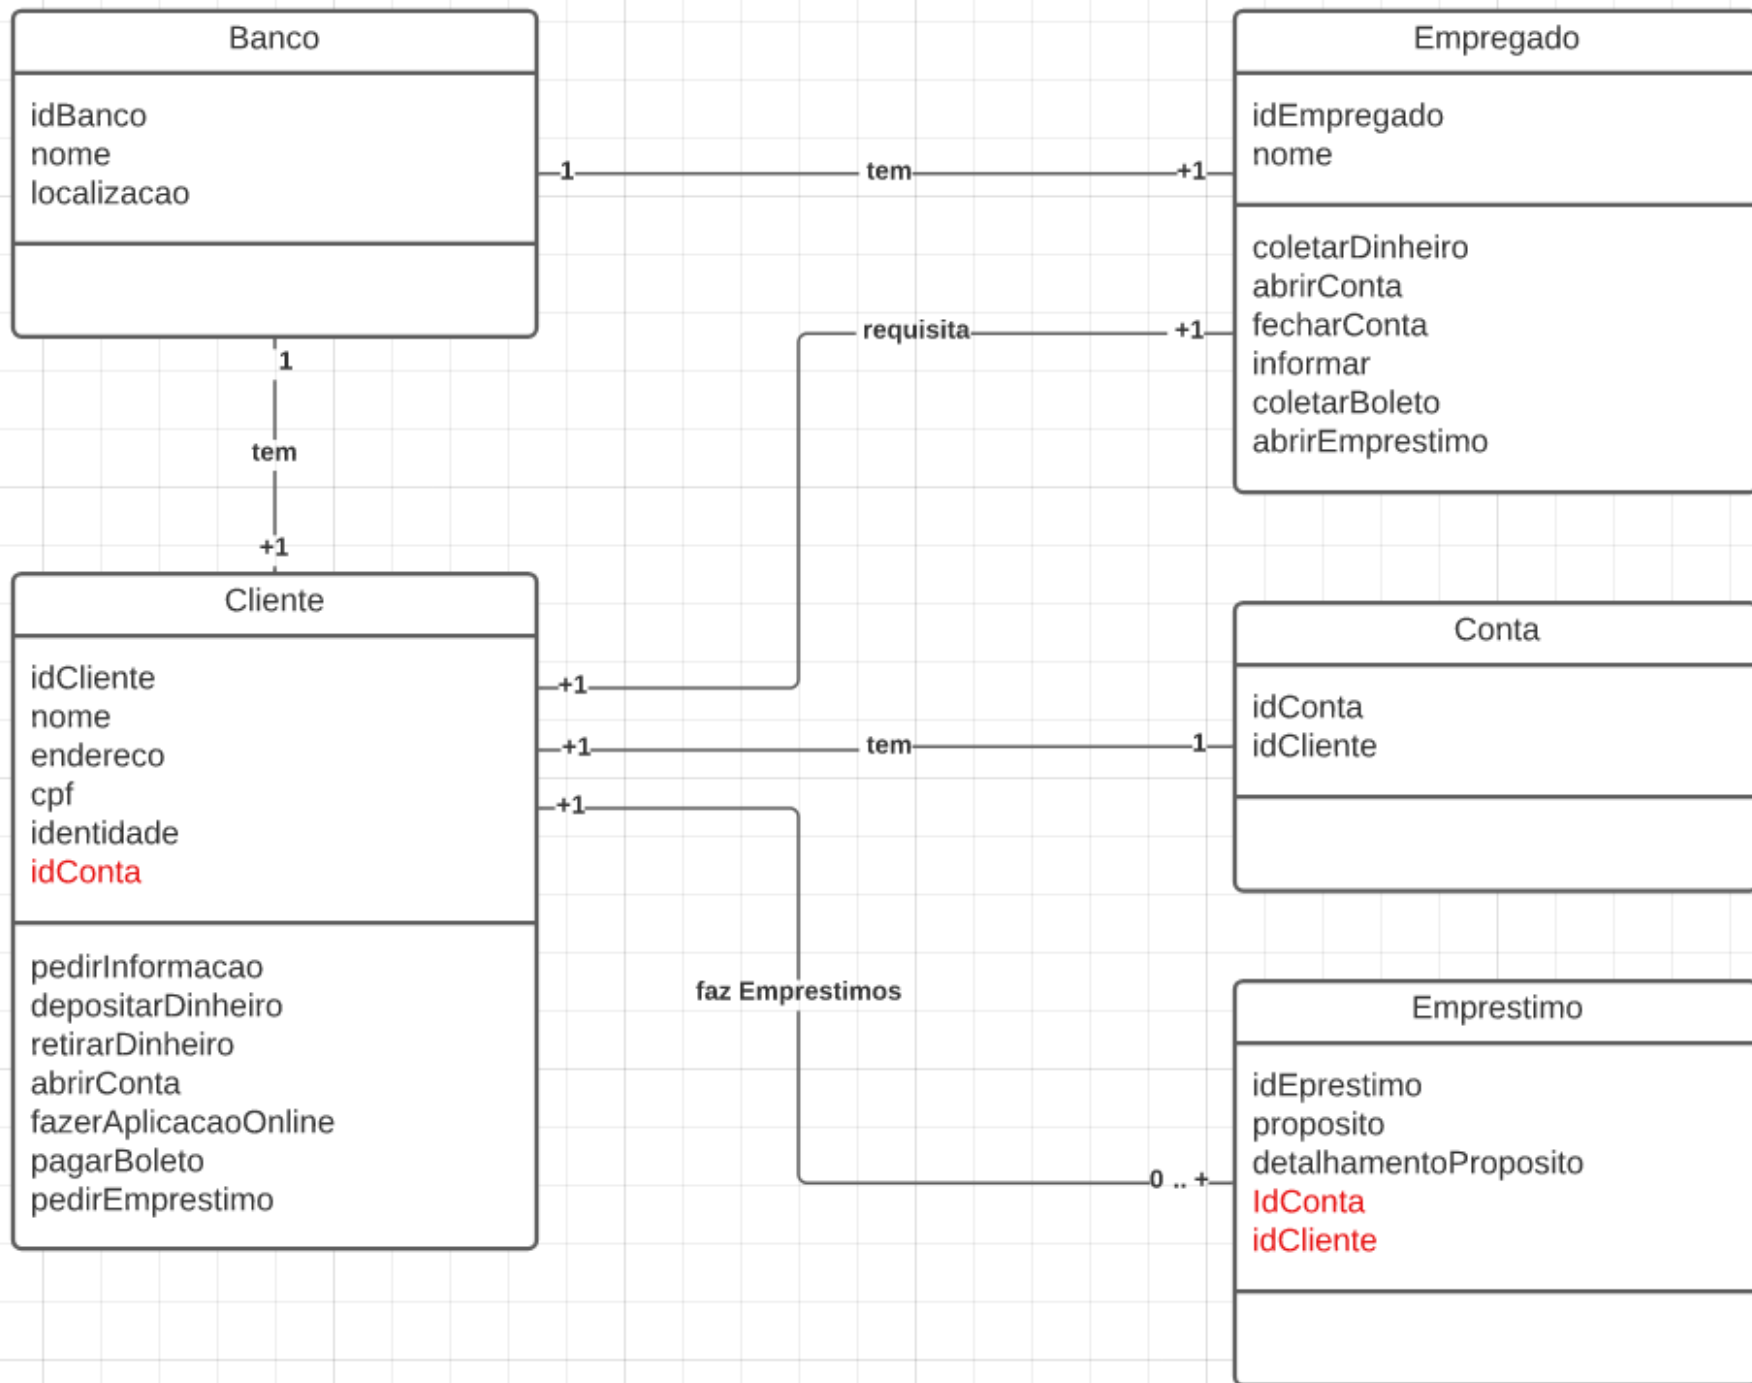 Banco
idBanco
nome
localizacao
1
tem
+1
Empregado
idEmpregado
nome
coletarDinheiro
abrirConta
fecharConta
informar
coletarBoleto
abrirEmprestimo
1
tem
+1
requisita
+1
Cliente
idCliente
nome
endereco
cpf
identidade
idConta
pedirInformacao
depositarDinheiro
retirarDinheiro
abrirConta
fazerAplicacaoOnline
pagarBoleto
pedirEmprestimo
+1
+1
tem
1
+1
faz Emprestimos
0 .. +
Conta
idConta
idCliente
Emprestimo
idEprestimo
proposito
detalhamentoProposito
IdConta
idCliente